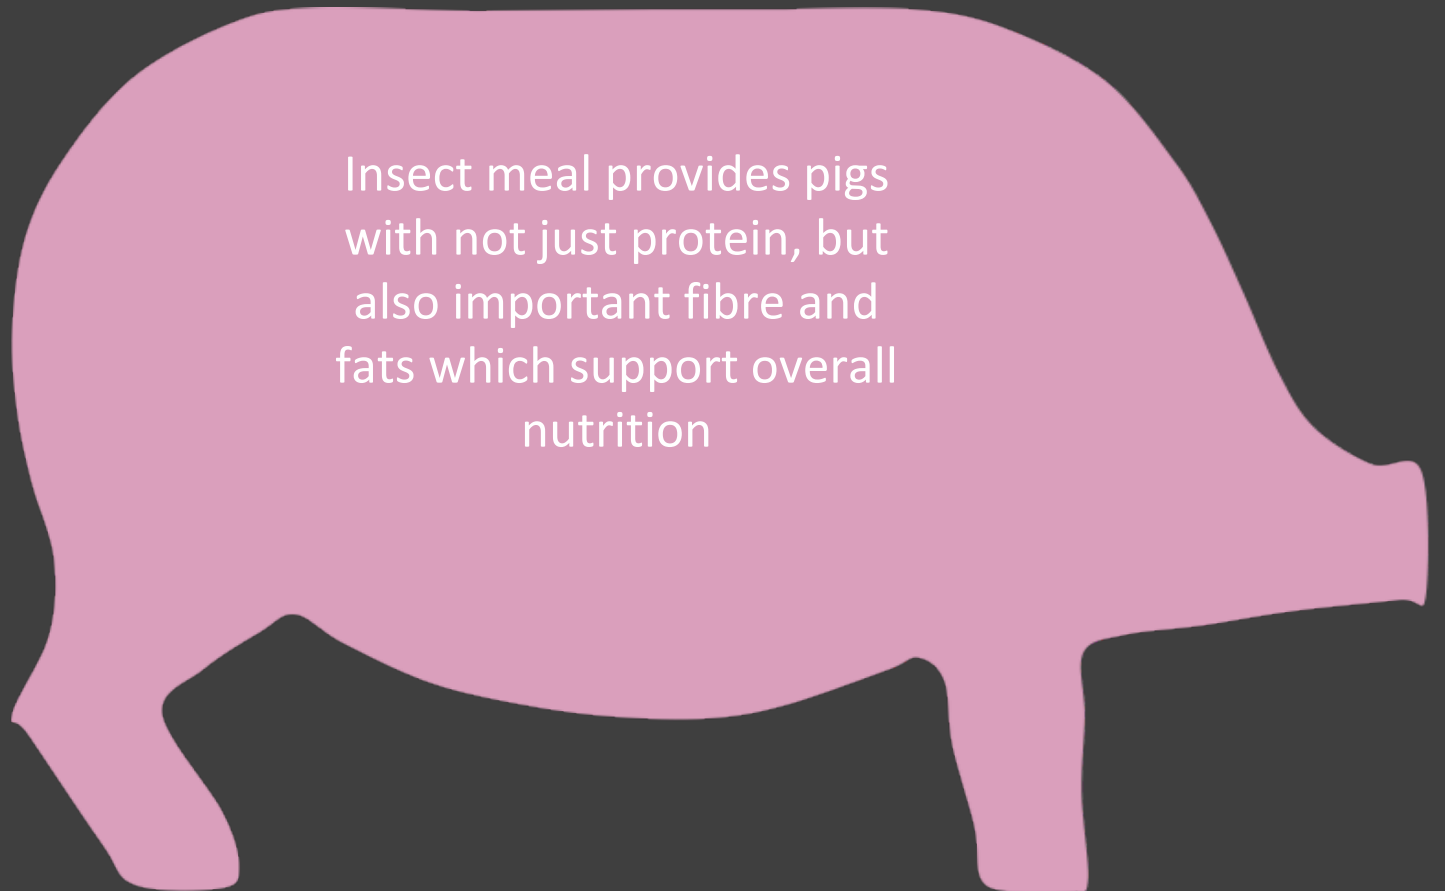 Insect meal provides pigs
with not just protein, but
also important fibre and
fats which support overall
nutrition